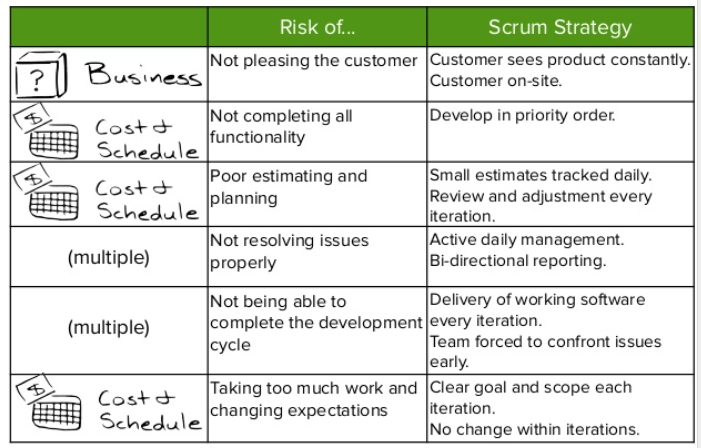 Risk of...
Scrum Strategy
?
Business
Not pleasing the customer
Customer sees product constantly.
Customer on-site.
$
Cost &
Schedule
Not completing all
functionality
Develop in priority order.
$
Cost &
Schedule
Poor estimating and
planning
Small estimates tracked daily.
Review and adjustment every
iteration.
(multiple)
Not resolving issues
properly
Active daily management.
Bi-directional reporting.
(multiple)
Not being able to
complete the development
cycle
Delivery of working software
every iteration.
Team forced to confront issues
early.
$
Cost &
Schedule
Taking too much work and
changing expectations
Clear goal and scope each
iteration.
No change within iterations.